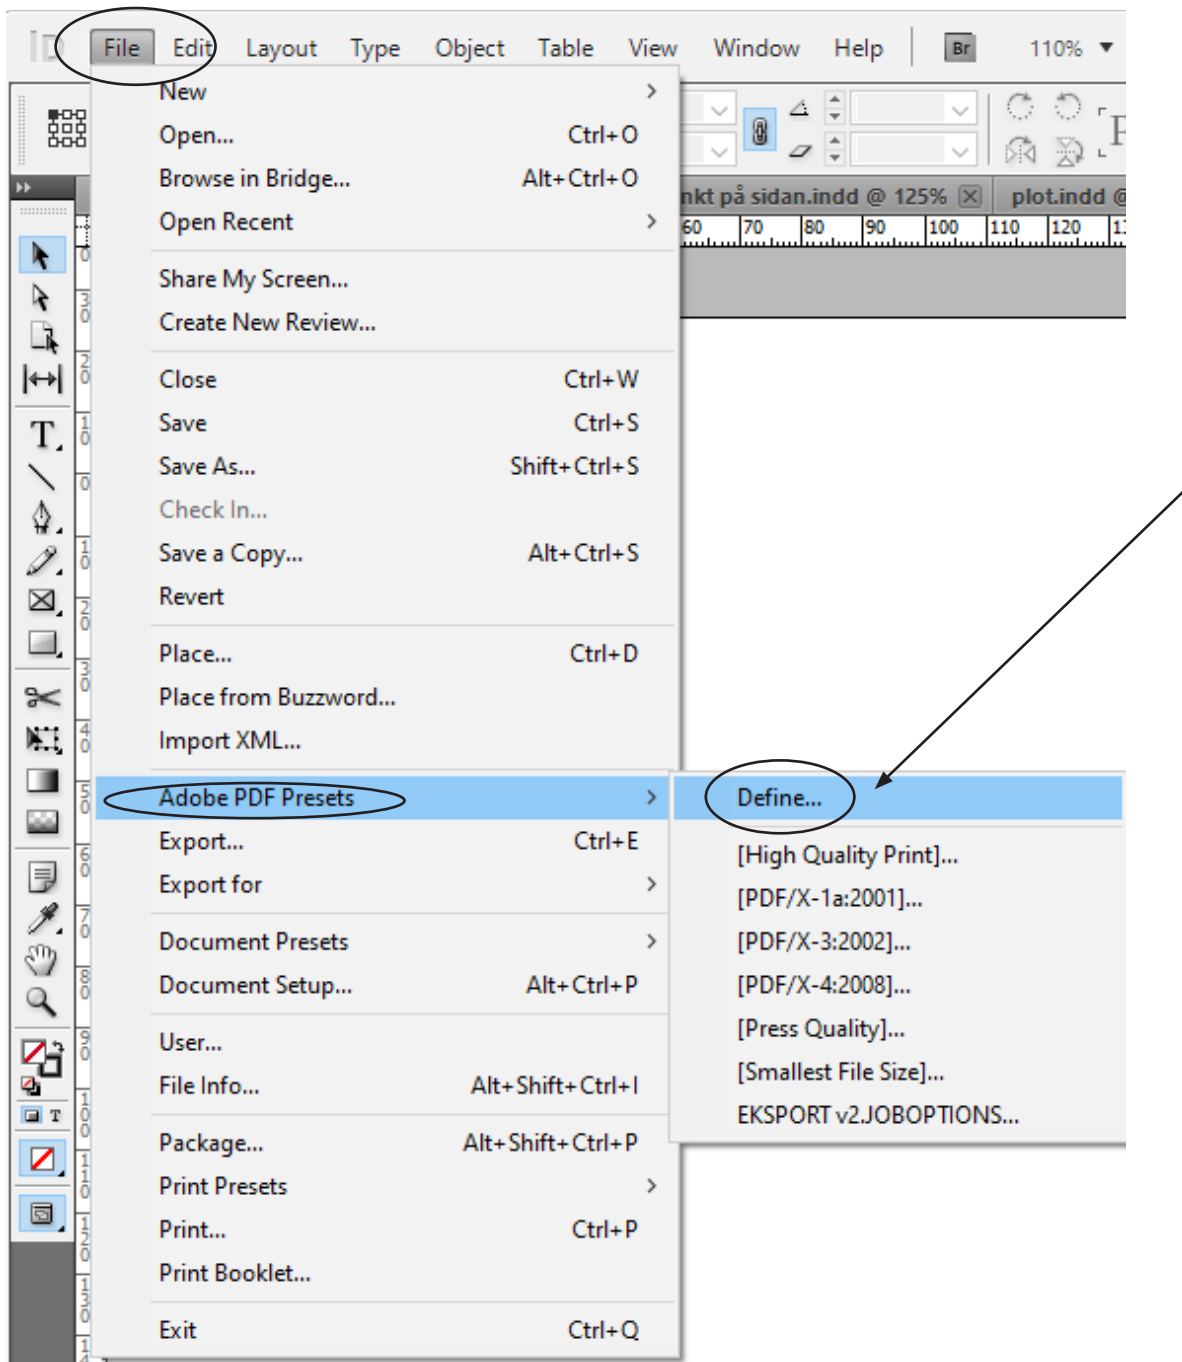 ID File Edit Layout Type Object Table View Window Help Br 110%
New
Open... Ctrl+O
Browse in Bridge... Alt+Ctrl+O
nkt på sidan.indd @ 125% plot.indd @
Open Recent
60 70 80 90 100 110 120
Share My Screen...
Create New Review...
Close Ctrl+W
Save Ctrl+S
Save As... Shift+Ctrl+S
Check In...
Save a Copy... Alt+Ctrl+S
Revert
Place... Ctrl+D
Place from Buzzword...
Import XML...
Adobe PDF Presets
Define...
Export... Ctrl+E
[High Quality Print]...
Export for
[PDF/X-1a:2001]...
Document Presets
[PDF/X-3:2002]...
Document Setup... Alt+Ctrl+P
[PDF/X-4:2008]...
User...
[Press Quality]...
File Info... Alt+Shift+Ctrl+I
[Smallest File Size]...
EKSPORT v2.JOBOPTIONS...
Package... Alt+Shift+Ctrl+P
Print Presets
Print... Ctrl+P
Print Booklet...
Exit Ctrl+Q